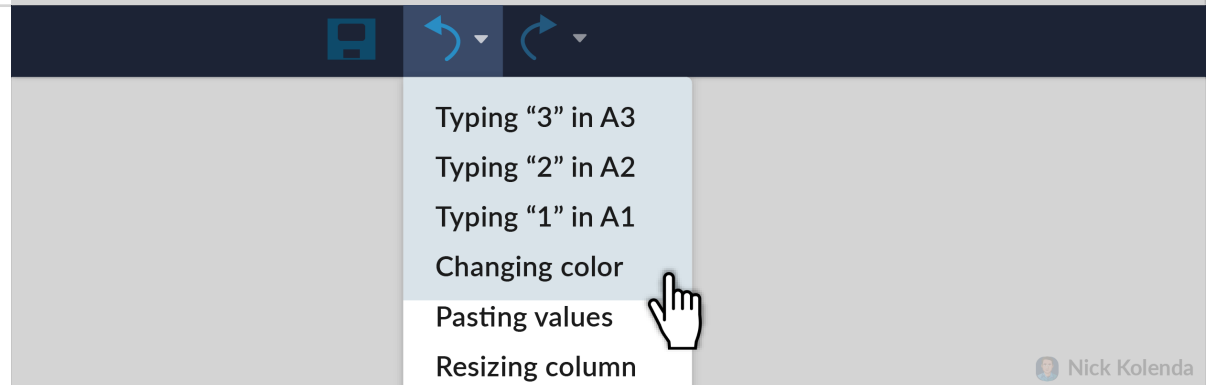 Typing “3” in A3
Typing “2” in A2
Typing “1” in A1
Changing color
Pasting values
Resizing column
Nick Kolenda